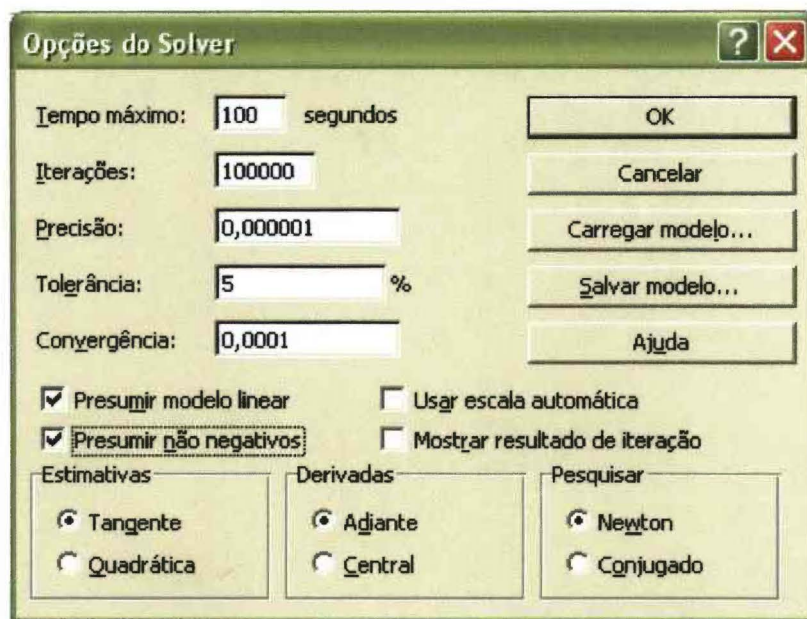 Opções do Solver
Tempo máximo: 100 segundos
OK
Iterações: 100000
Cancelar
Precisão: 0,000001
Carregar modelo...
Tolerância: 5 %
Salvar modelo...
Convergência: 0,0001
Ajuda
Presumir modelo linear
Usar escala automática
Presumir não negativos
Mostrar resultado de iteração
Estimativas
Tangente
Quadrática
Derivadas
Adiante
Central
Pesquisar
Newton
Conjugado